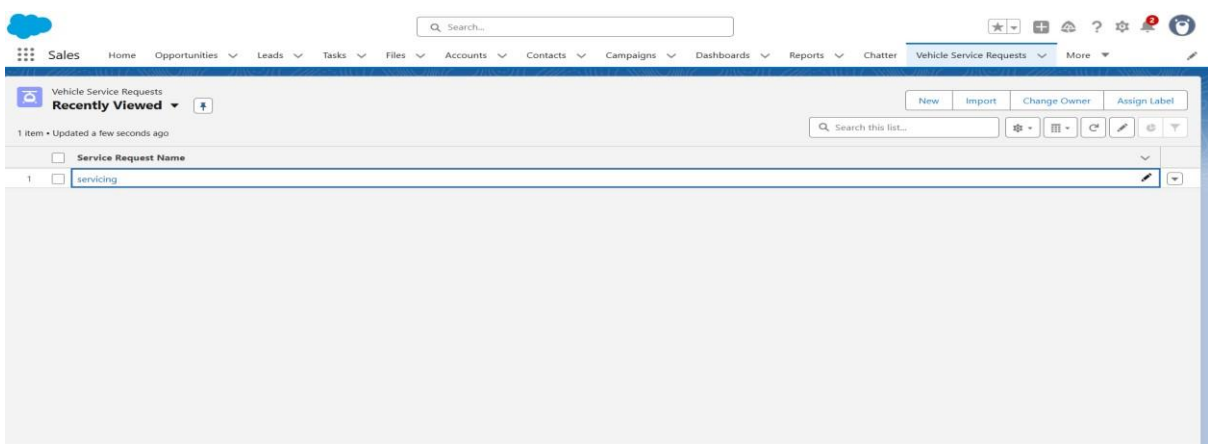 Search...
2
Sales Home Opportunities Leads Tasks Files Accounts Contacts Campaigns Dashboards Reports Chatter Vehicle Service Requests More
Vehicle Service Requests
Recently Viewed
New Import Change Owner Assign Label
1 item • Updated a few seconds ago
Search this list...
Service Request Name
1 servicing